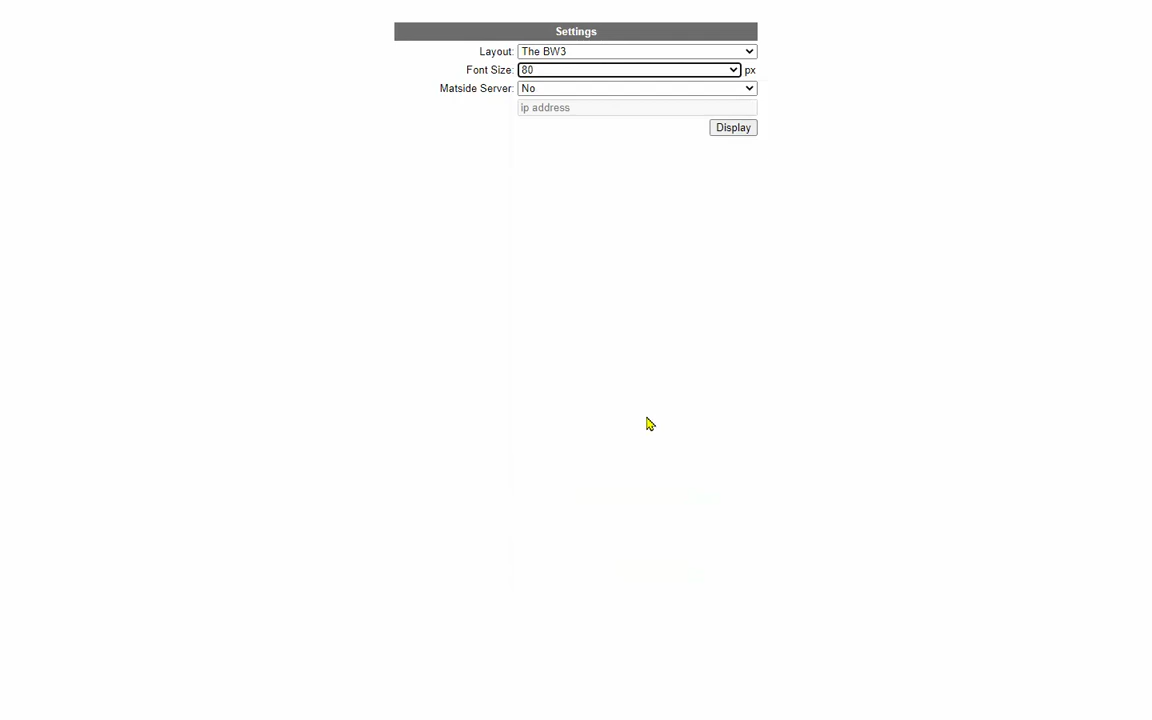 Settings
Layout: The BW3
Font Size: 80 px
Matside Server: No
ip address
Display